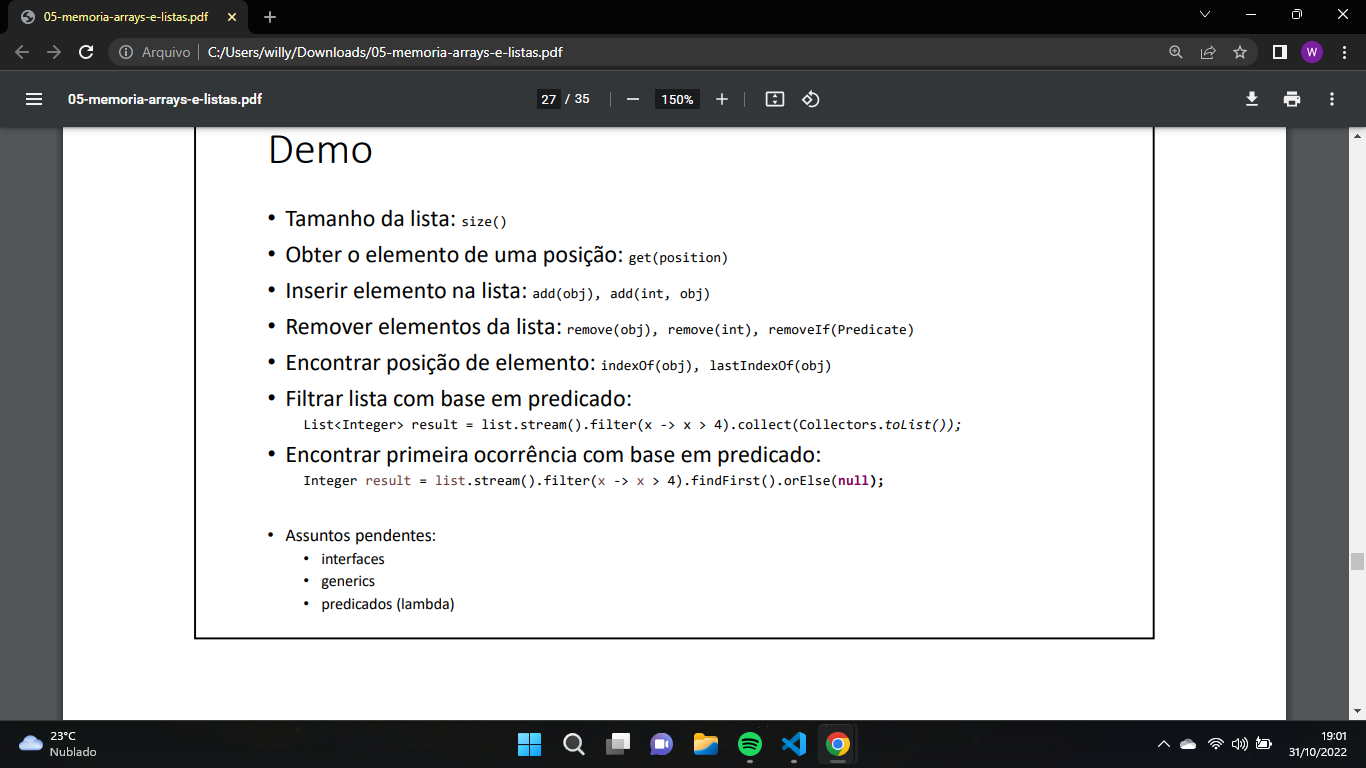 05-memoria-arrays-e-listas.pdf
Arquivo C:/Users/willy/Downloads/05-memoria-arrays-e-listas.pdf
W
05-memoria-arrays-e-listas.pdf
27 / 35
150%
Demo
• Tamanho da lista: size()
• Obter o elemento de uma posição: get(position)
• Inserir elemento na lista: add(obj), add(int, obj)
• Remover elementos da lista: remove(obj), remove(int), removeIf(Predicate)
• Encontrar posição de elemento: indexOf(obj), lastIndexOf(obj)
• Filtrar lista com base em predicado:
List<Integer> result = list.stream().filter(x -> x > 4).collect(Collectors.toList());
• Encontrar primeira ocorrência com base em predicado:
Integer result = list.stream().filter(x -> x > 4).findFirst().orElse(null);
• Assuntos pendentes:
• interfaces
• generics
• predicados (lambda)
23°C
Nublado
19:01
31/10/2022